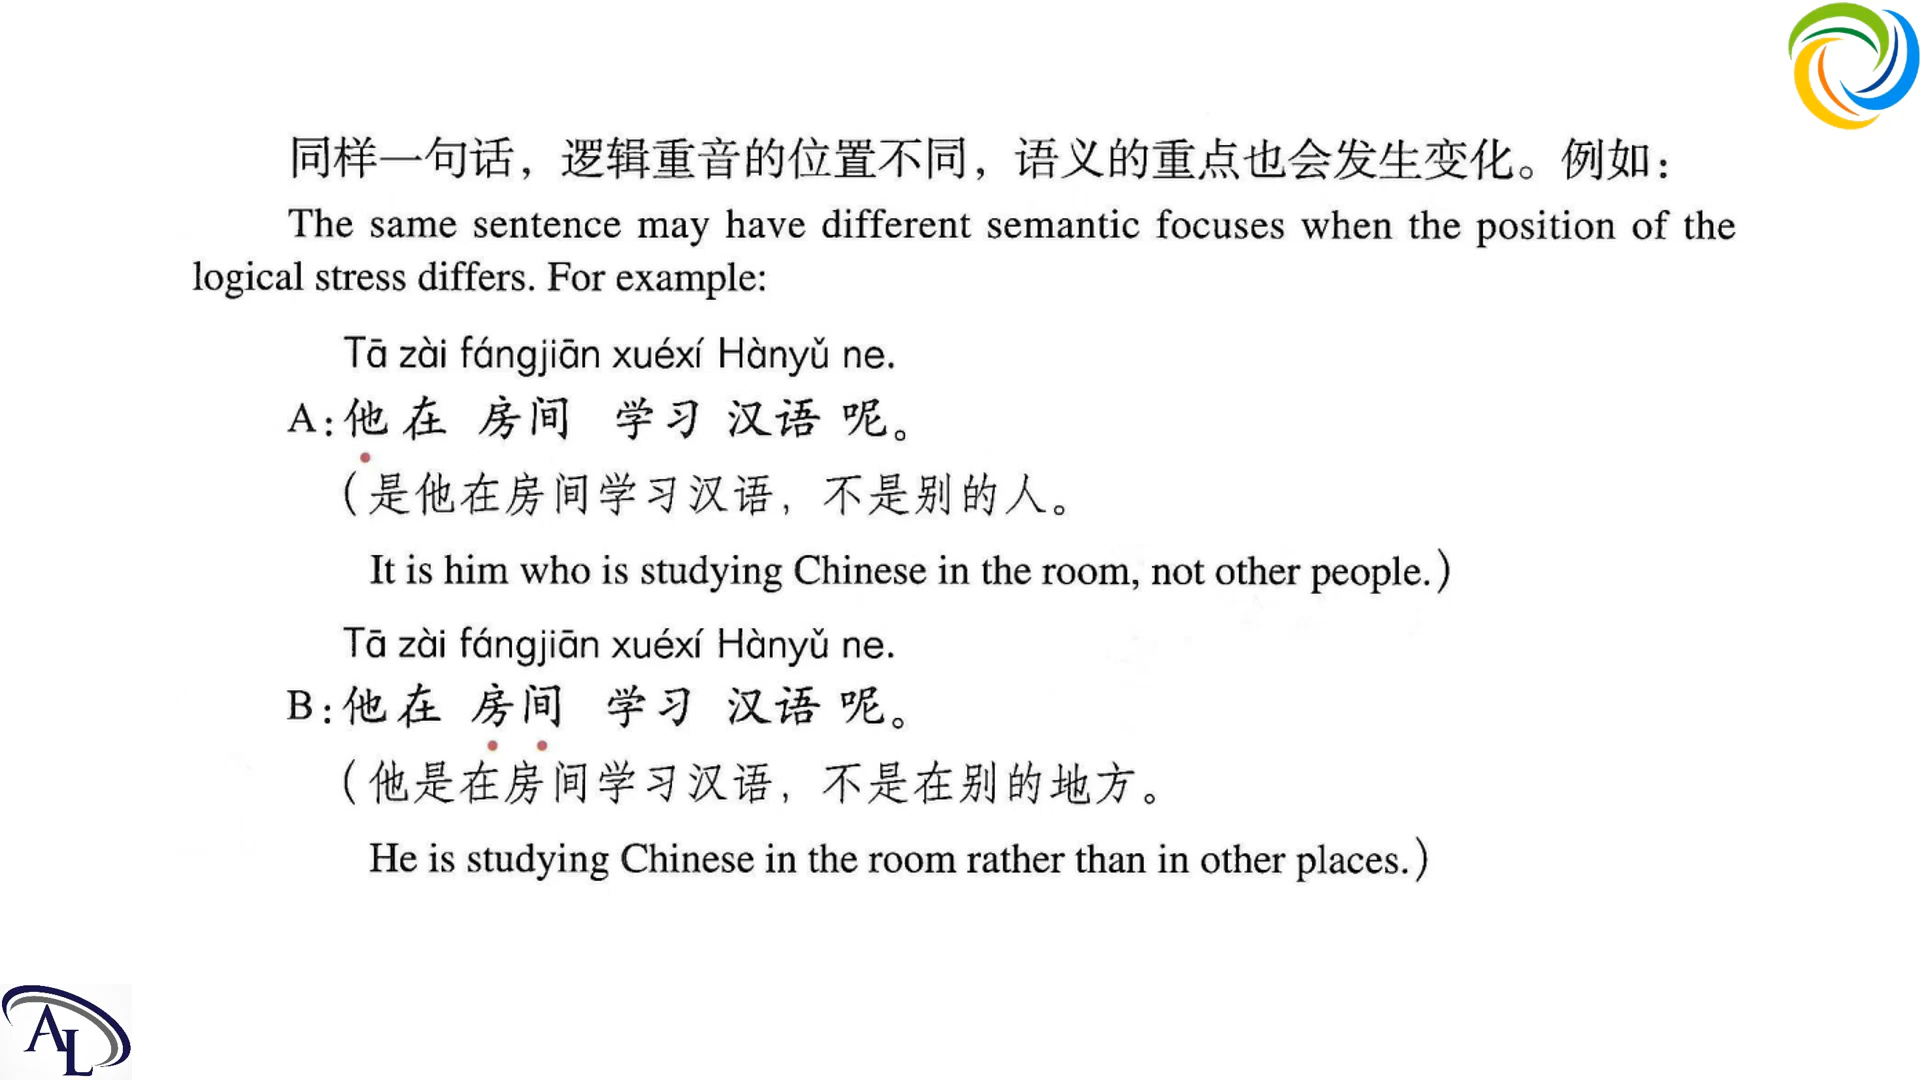 同样一句话，逻辑重音的位置不同，语义的重点也会发生变化。例如：
The same sentence may have different semantic focuses when the position of the
logical stress differs. For example:
Tā zài fángjiān xuéxí Hànyǔ ne.
A：他在 房间 学习 汉语 呢。
（是他在房间学习汉语，不是别的人。
It is him who is studying Chinese in the room, not other people.）
Tā zài fángjiān xuéxí Hànyǔ ne.
B：他在 房间 学习 汉语 呢。
（他是在房间学习汉语，不是在别的地方。
He is studying Chinese in the room rather than in other places.）
AL